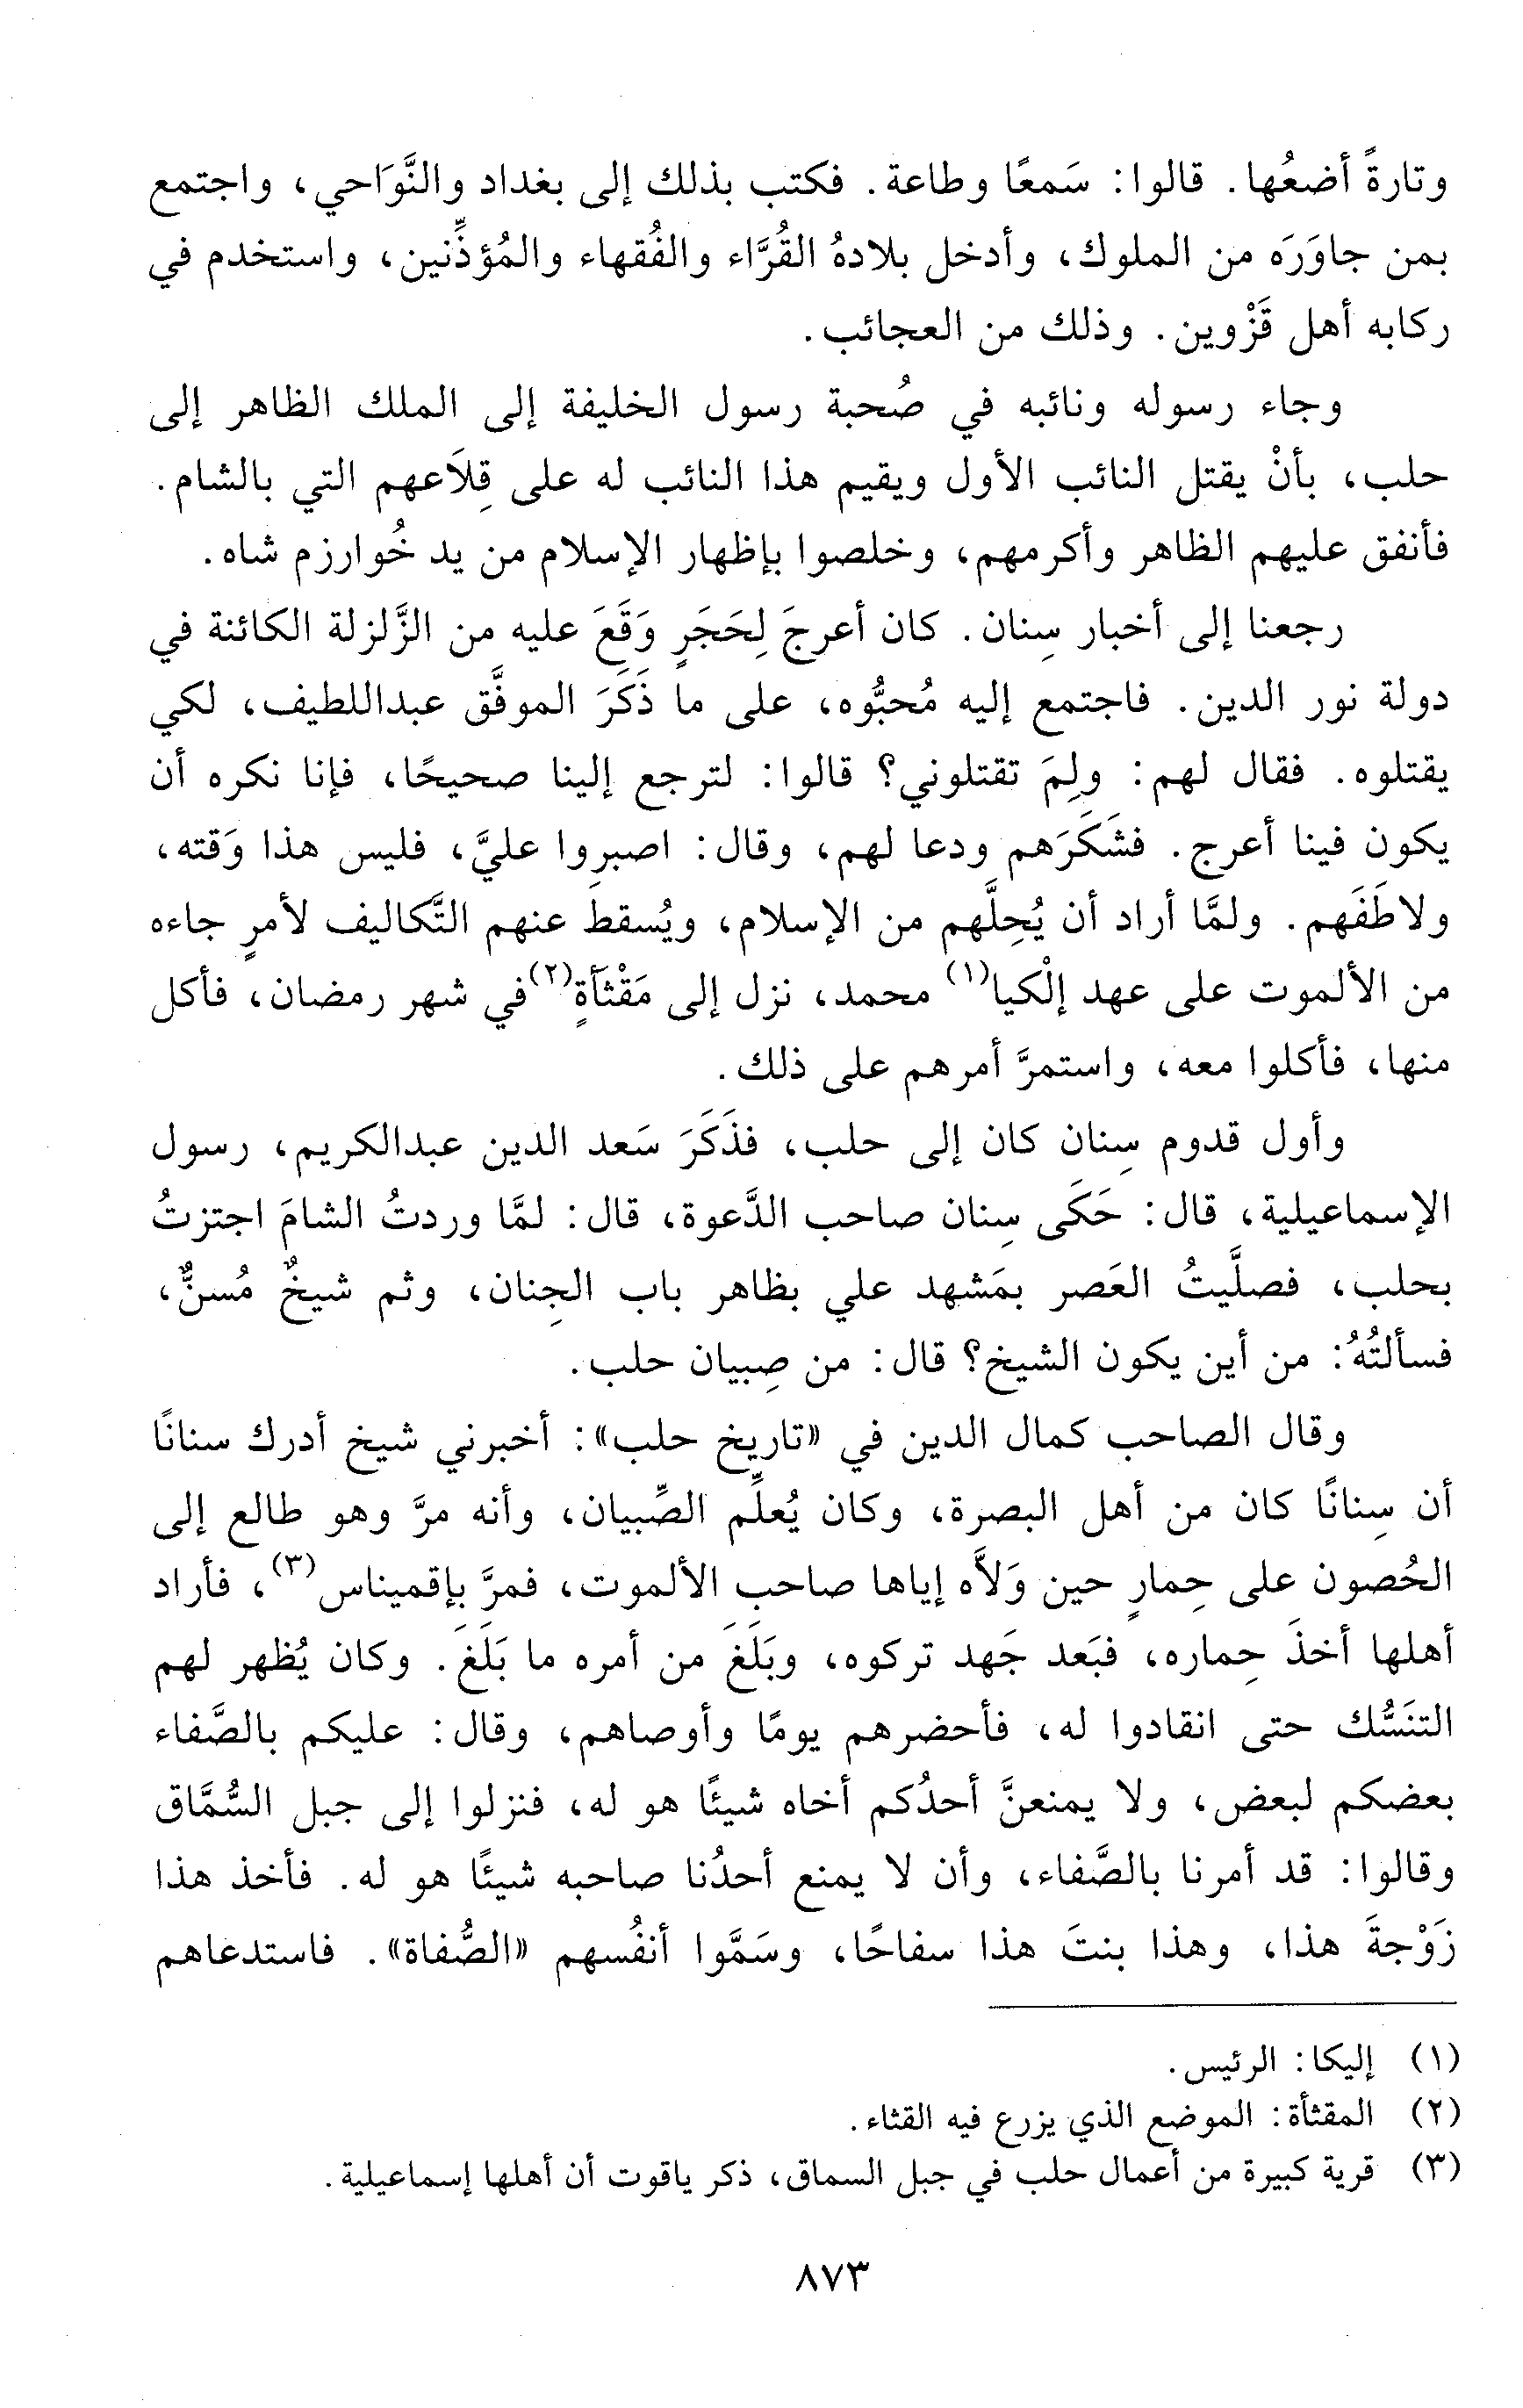 وتارةً أضعُها. قالوا: سَمعًا وطاعة. فكتب بذلك إلى بغداد والنَّوَاحي، واجتمع
بمن جاوَرَه من الملوك، وأدخل بلادهُ القُرَّاء والفُقهاء والمُؤذِّنين، واستخدم في
ركابه أهل قَزْوين. وذلك من العجائب.
وجاء رسوله ونائبه في صُحبة رسول الخليفة إلى الملك الظاهر إلى
حلب، بأنْ يقتل النائب الأول ويقيم هذا النائب له على قِلاَعهم التي بالشام.
فأنفق عليهم الظاهر وأكرمهم، وخلصوا بإظهار الإسلام من يد خُوارزم شاه.
رجعنا إلى أخبار سِنان. كان أعرجَ لِحَجَرٍ وَقَعَ عليه من الزَّلزلة الكائنة في
دولة نور الدين. فاجتمع إليه مُحبُّوه، على ما ذَكَرَ الموفَّق عبداللطيف، لكي
يقتلوه. فقال لهم: ولِمَ تقتلوني؟ قالوا: لترجع إلينا صحيحًا، فإنا نكره أن
يكون فينا أعرج. فشَكَرَهم ودعا لهم، وقال: اصبرِوا عليَّ، فليس هذا وَقته،
ولاطَفَهم. ولمَّا أراد أن يُحِلَّهم من الإسلام، ويُسقطَ عنهم التَّكاليف لأمرٍ جاءه
من الألموت على عهد إلْكيا(١) محمد، نزل إلى مَقْثَأةٍ(٢) في شهر رمضان، فأكل
منها، فأكلوا معه، واستمرَّ أمرهم على ذلك.
وأول قدوم سِنان كان إلى حلب، فذَكَرَ سَعد الدين عبدالكريم، رسول
الإسماعيلية، قال: حَكَى سِنان صاحب الدَّعوة، قال: لمَّا وردتُ الشامَ اجتزتُ
بحلب، فصلَّيتُ العَصر بمَشهد علي بظاهر باب الجِنان، وثم شيخٌ مُسنٌّ،
فسألتُهُ: من أين يكون الشيخ؟ قال: من صِبيان حلب.
وقال الصاحب كمال الدين في «تاريخ حلب»: أخبرني شيخ أدرك سنانًا
أن سِنانًا كان من أهل البصرة، وكان يُعلِّم الصِّبيان، وأنه مرَّ وهو طالع إلى
الحُصون على حِمارٍ حين وَلاَّه إياها صاحب الألموت، فمرَّ بإقميناس(٣)، فأراد
أهلها أخذَ حِماره، فبَعد جَهد تركوه، وبَلَغَ من أمره ما بَلَغَ. وكان يُظهر لهم
التنَسُّك حتى انقادوا له، فأحضرهم يومًا وأوصاهم، وقال: عليكم بالصَّفاء
بعضكم لبعض، ولا يمنعنَّ أحدُكم أخاه شيئًا هو له، فنزلوا إلى جبل السُّمَّاق
وقالوا: قد أمرنا بالصَّفاء، وأن لا يمنع أحدُنا صاحبه شيئًا هو له. فأخذ هذا
زَوْجةَ هذا، وهذا بنتَ هذا سفاحًا، وسَمَّوا أنفُسهم «الصُّفاة». فاستدعاهم
(١) إليكا: الرئيس.
(٢) المقثأة: الموضع الذي يزرع فيه القثاء.
(٣) قرية كبيرة من أعمال حلب في جبل السماق، ذكر ياقوت أن أهلها إسماعيلية.
٨٧٣